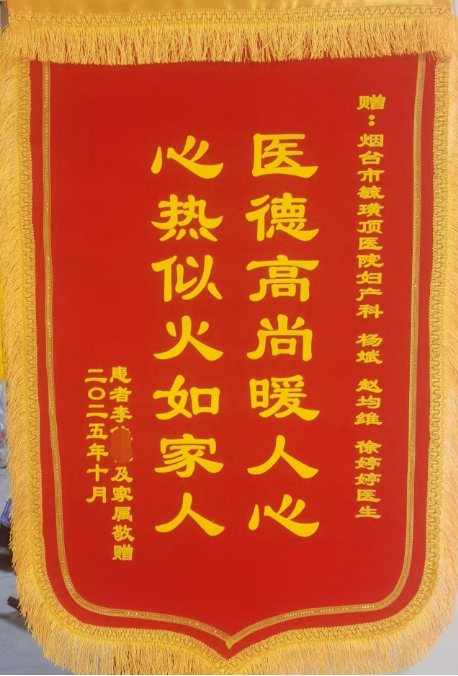 赠：烟台市毓璜顶医院妇产科 杨斌 赵均维 徐婷婷医生
医德高尚暖人心
心热似火如家人
患者李 及家属敬赠
二〇二五年十月